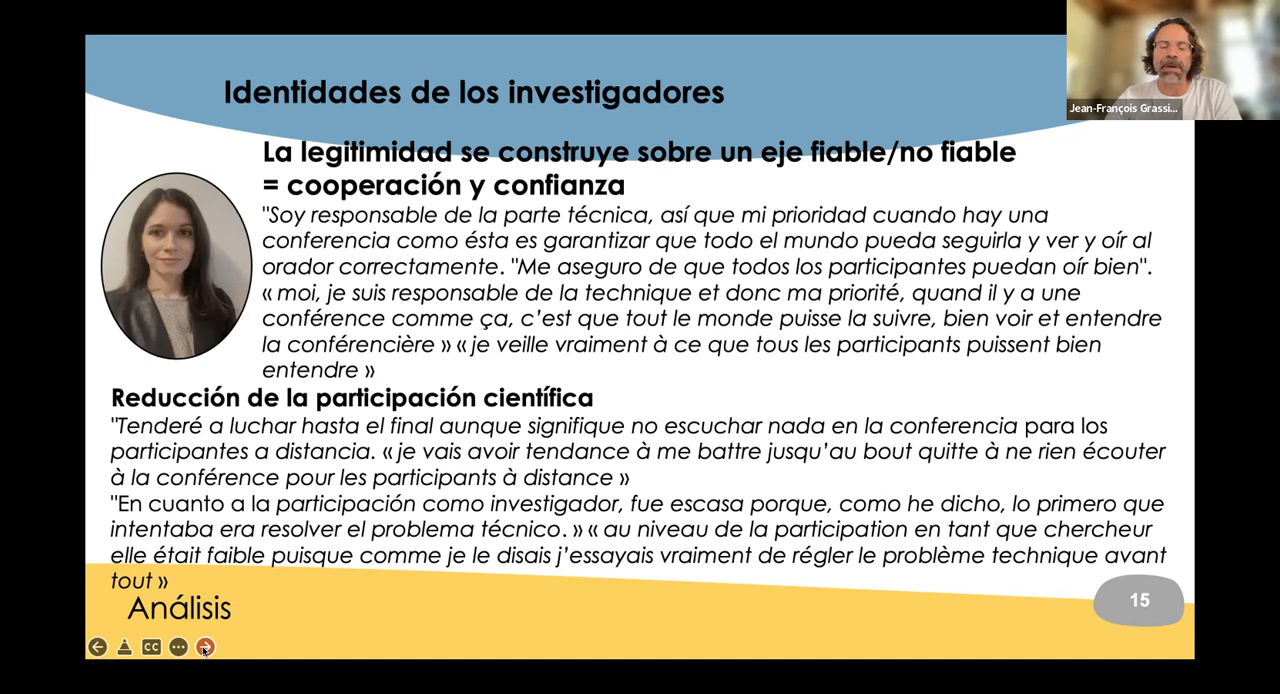 Identidades de los investigadores
Jean-François Grassi...
La legitimidad se construye sobre un eje fiable/no fiable
= cooperación y confianza
"Soy responsable de la parte técnica, así que mi prioridad cuando hay una
conferencia como ésta es garantizar que todo el mundo pueda seguirla y ver y oír al
orador correctamente. "Me aseguro de que todos los participantes puedan oír bien".
« moi, je suis responsable de la technique et donc ma priorité, quand il y a une
conférence comme ça, c’est que tout le monde puisse la suivre, bien voir et entendre
la conférencière » « je veille vraiment à ce que tous les participants puissent bien
entendre »
Reducción de la participación científica
"Tenderé a luchar hasta el final aunque signifique no escuchar nada en la conferencia para los
participantes a distancia. « je vais avoir tendance à me battre jusqu’au bout quitte à ne rien écouter
à la conférence pour les participants à distance »
"En cuanto a la participación como investigador, fue escasa porque, como he dicho, lo primero que
intentaba era resolver el problema técnico. » « au niveau de la participation en tant que chercheur
elle était faible puisque comme je le disais j’essayais vraiment de régler le problème technique avant
tout »
Análisis
15
CC